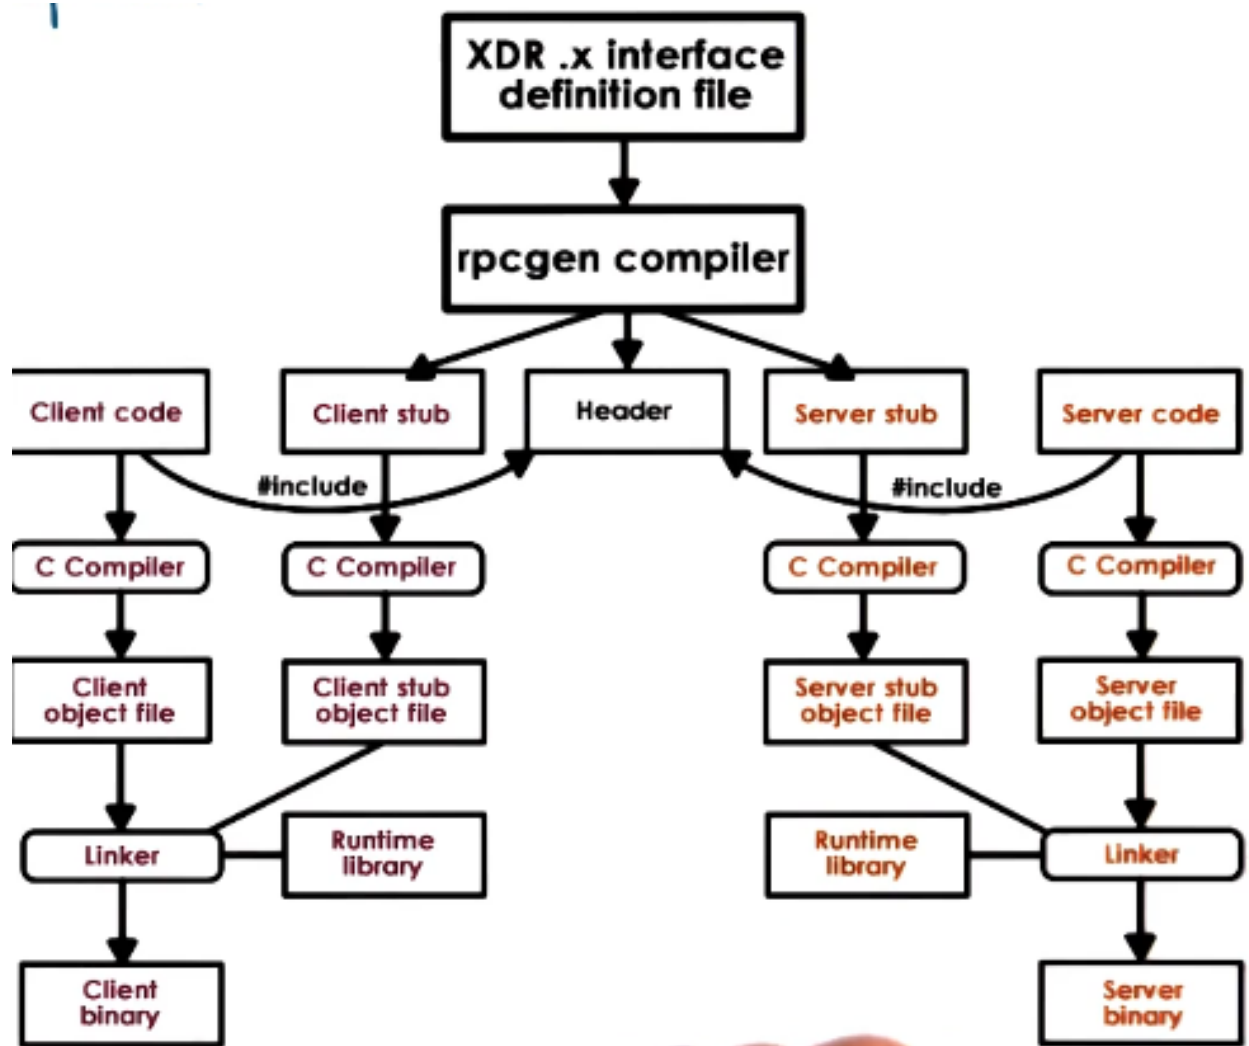 XDR .x interface
definition file
rpcgen compiler
Client code
Client stub
Header
Server stub
Server code
#include
#include
C Compiler
C Compiler
C Compiler
C Compiler
Client
object file
Client stub
object file
Server stub
object file
Server
object file
Linker
Runtime
library
Runtime
library
Linker
Client
binary
Server
binary